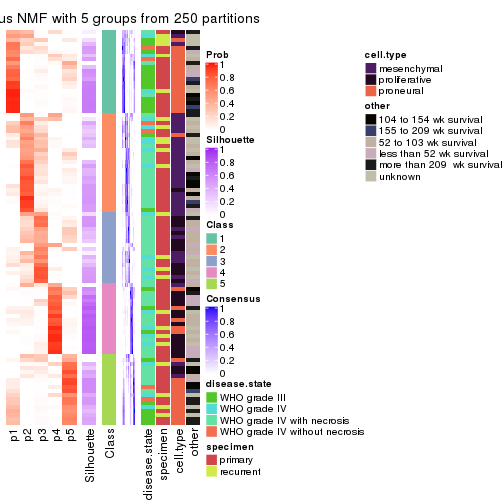 us NMF with 5 groups from 250 partitions
Prob
1
0.8
0.6
0.4
0.2
0
Silhouette
1
0.8
0.6
0.4
0.2
0
Class
1
2
3
4
5
Consensus
1
0.8
0.6
0.4
0.2
0
disease.state
WHO grade III
WHO grade IV
WHO grade IV with necrosis
WHO grade IV without necrosis
specimen
primary
recurrent
cell.type
mesenchymal
proliferative
proneural
other
104 to 154 wk survival
155 to 209 wk survival
52 to 103 wk survival
less than 52 wk survival
more than 209  wk survival
unknown
p1
p2
p3
p4
p5
Silhouette
Class
disease.state
specimen
cell.type
other